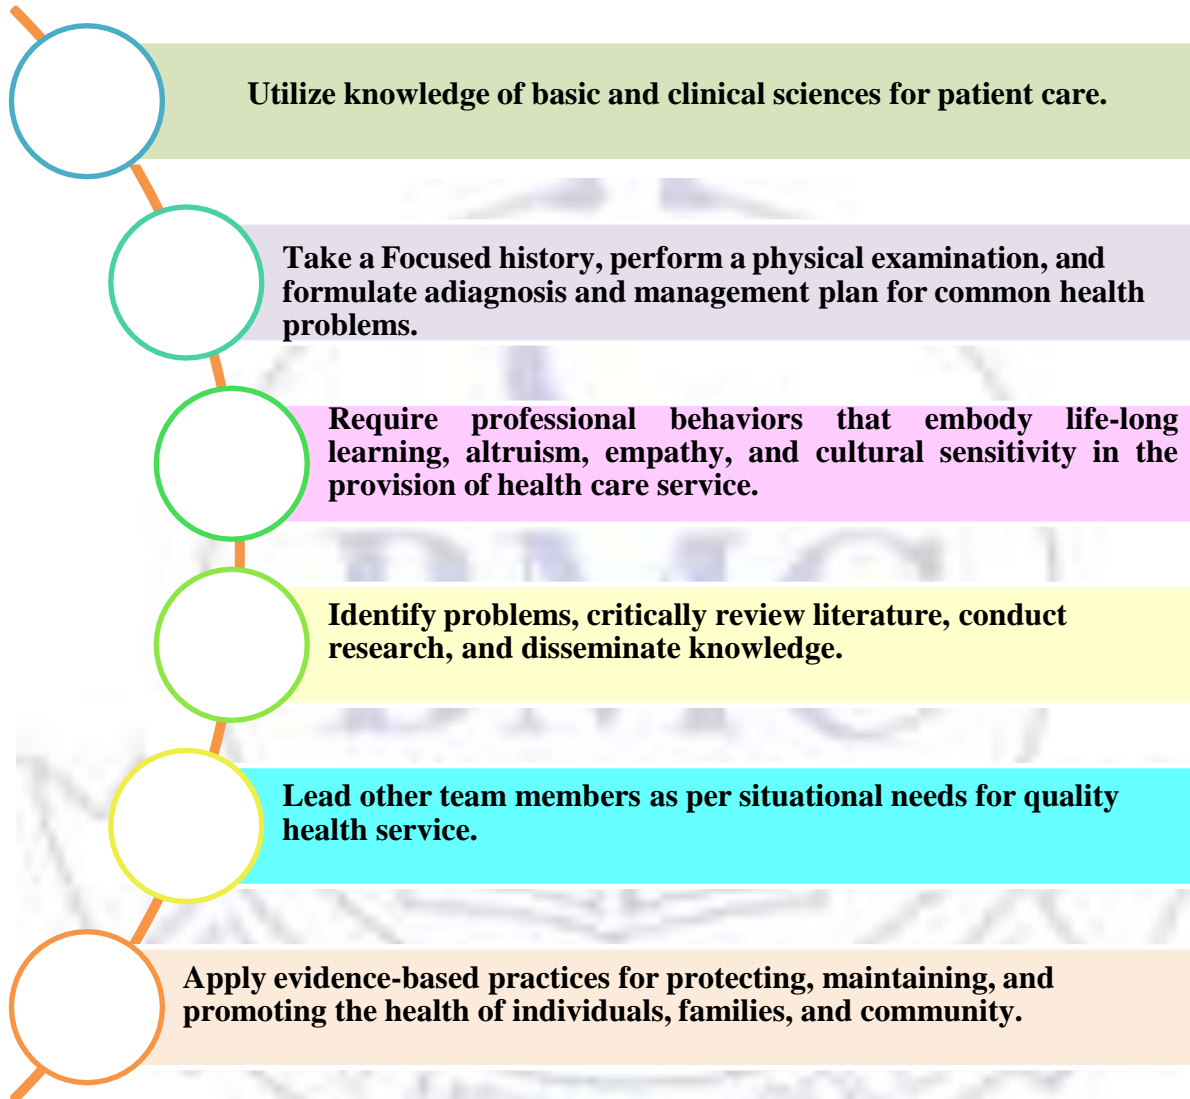 Utilize knowledge of basic and clinical sciences for patient care.
Take a Focused history, perform a physical examination, and
formulate adiagnosis and management plan for common health
problems.
Require professional behaviors that embody life-long
learning, altruism, empathy, and cultural sensitivity in the
provision of health care service.
Identify problems, critically review literature, conduct
research, and disseminate knowledge.
Lead other team members as per situational needs for quality
health service.
Apply evidence-based practices for protecting, maintaining, and
promoting the health of individuals, families, and community.